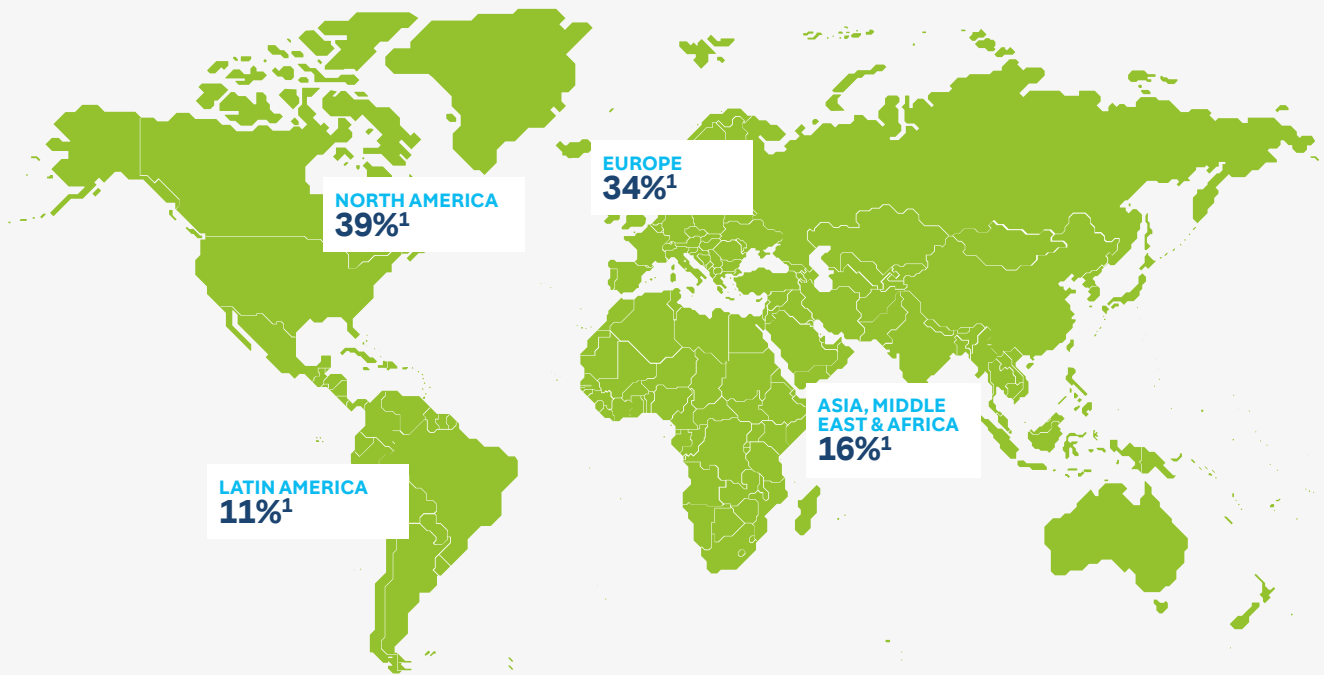 EUROPE
34%¹
NORTH AMERICA
39%¹
ASIA, MIDDLE
EAST & AFRICA
16%¹
LATIN AMERICA
11%¹